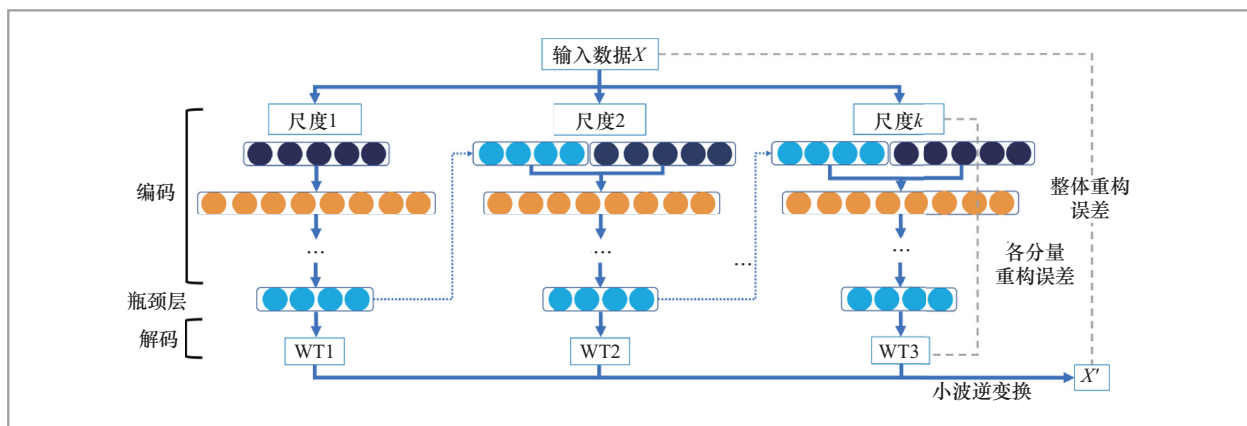 输入数据X
尺度1
尺度2
尺度k
编码
整体重构
误差
…
…
…
…
各分量
重构误差
瓶颈层
解码
WT1
WT2
WT3
X'
小波逆变换